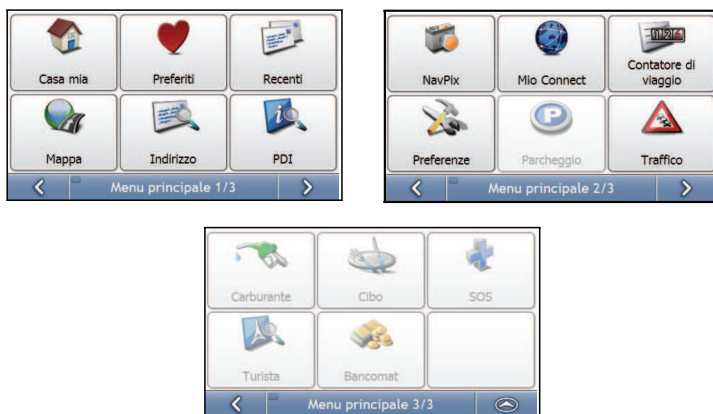 Casa mia
Preferiti
Recenti
Mappa
Indirizzo
PDI
Menu principale 1/3
NavPix
Mio Connect
Contatore di
viaggio
Preferenze
Parcheggio
Traffico
Menu principale 2/3
Carburante
Cibo
SOS
Turista
Bancomat
Menu principale 3/3